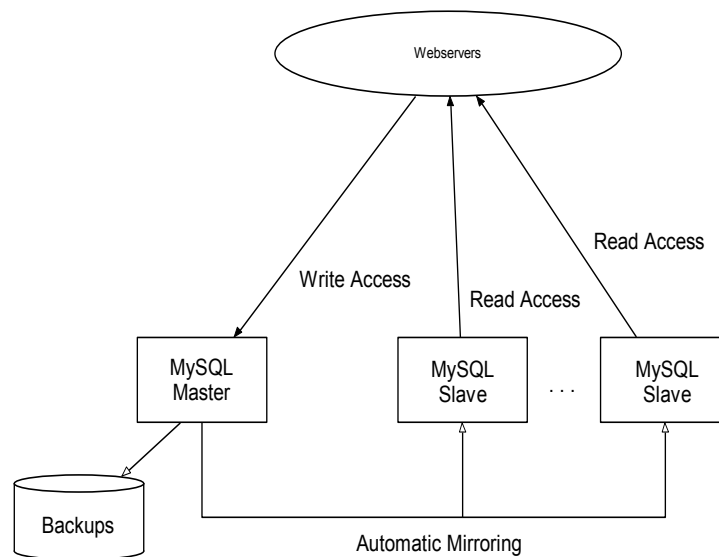 Webservers
Read Access
Write Access
Read Access
MySQL
Master
MySQL
Slave
. . .
MySQL
Slave
Backups
Automatic Mirroring